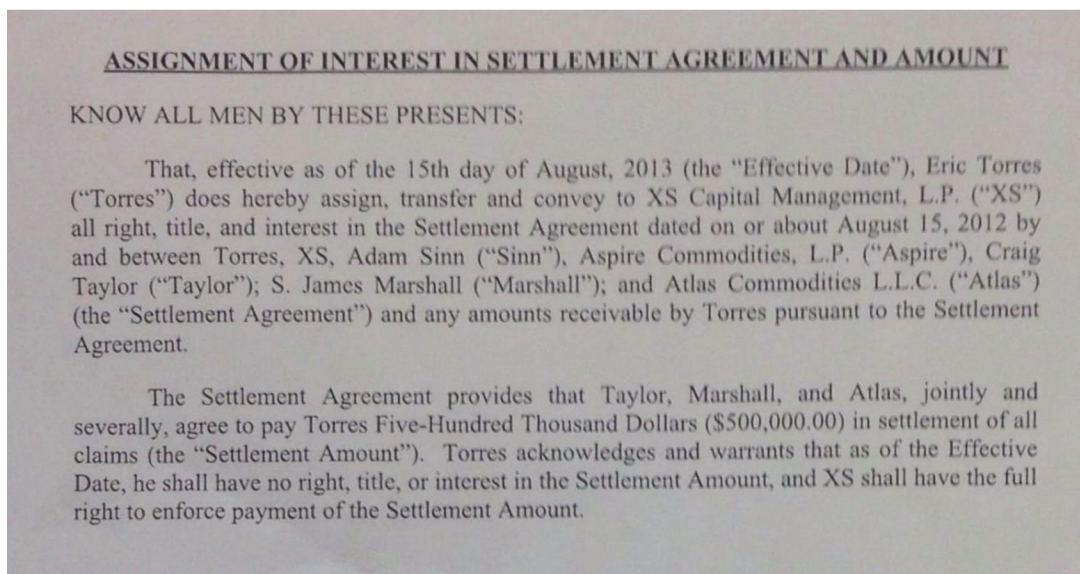 ASSIGNMENT OF INTEREST IN SETTLEMENT AGREEMENT AND AMOUNT
KNOW ALL MEN BY THESE PRESENTS:
That, effective as of the 15th day of August, 2013 (the “Effective Date”), Eric Torres
(“Torres”) does hereby assign, transfer and convey to XS Capital Management, L.P. (“XS”)
all right, title, and interest in the Settlement Agreement dated on or about August 15, 2012 by
and between Torres, XS, Adam Sinn (“Sinn”), Aspire Commodities, L.P. (“Aspire”), Craig
Taylor (“Taylor”); S. James Marshall (“Marshall”); and Atlas Commodities L.L.C. (“Atlas”)
(the “Settlement Agreement”) and any amounts receivable by Torres pursuant to the Settlement
Agreement.
The Settlement Agreement provides that Taylor, Marshall, and Atlas, jointly and
severally, agree to pay Torres Five-Hundred Thousand Dollars ($500,000.00) in settlement of all
claims (the “Settlement Amount”). Torres acknowledges and warrants that as of the Effective
Date, he shall have no right, title, or interest in the Settlement Amount, and XS shall have the full
right to enforce payment of the Settlement Amount.